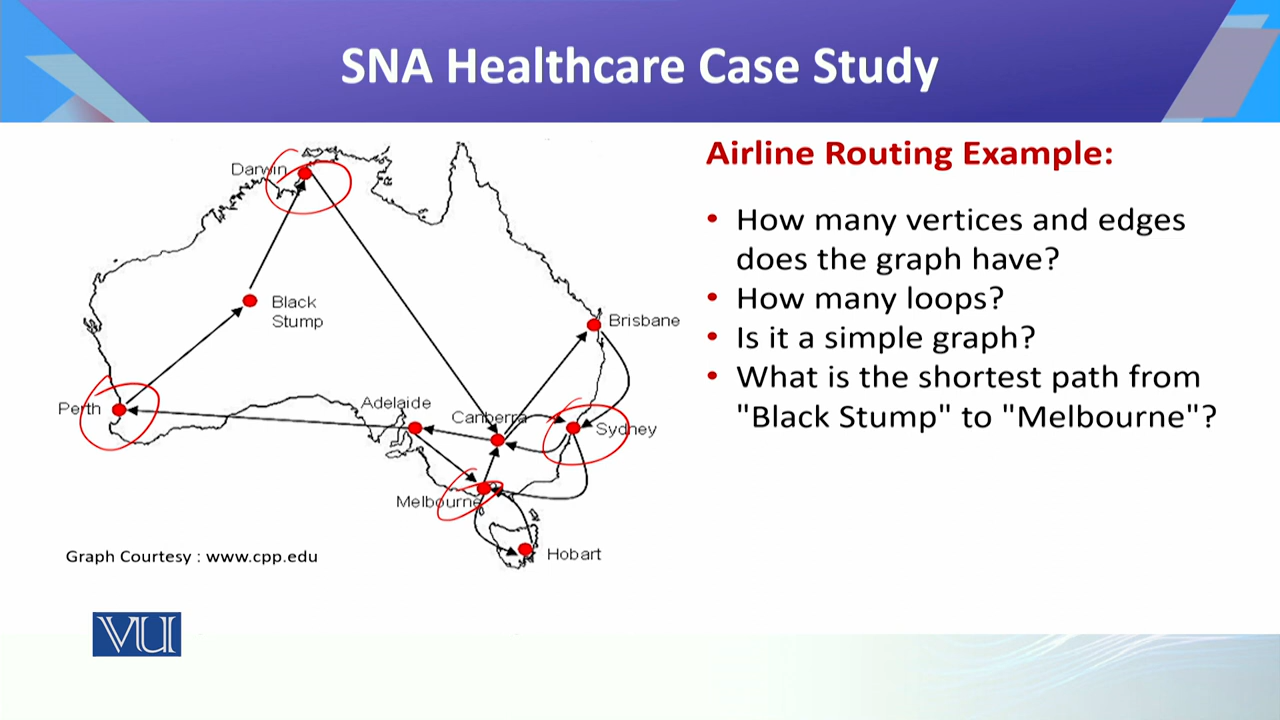 SNA Healthcare Case Study
Darwin
Black
Stump
Brisbane
Perth
Adelaide
Canberra
Sydney
Melbourne
Hobart
Graph Courtesy : www.cpp.edu
VU
Airline Routing Example:
• How many vertices and edges
does the graph have?
• How many loops?
• Is it a simple graph?
• What is the shortest path from
"Black Stump" to "Melbourne"?